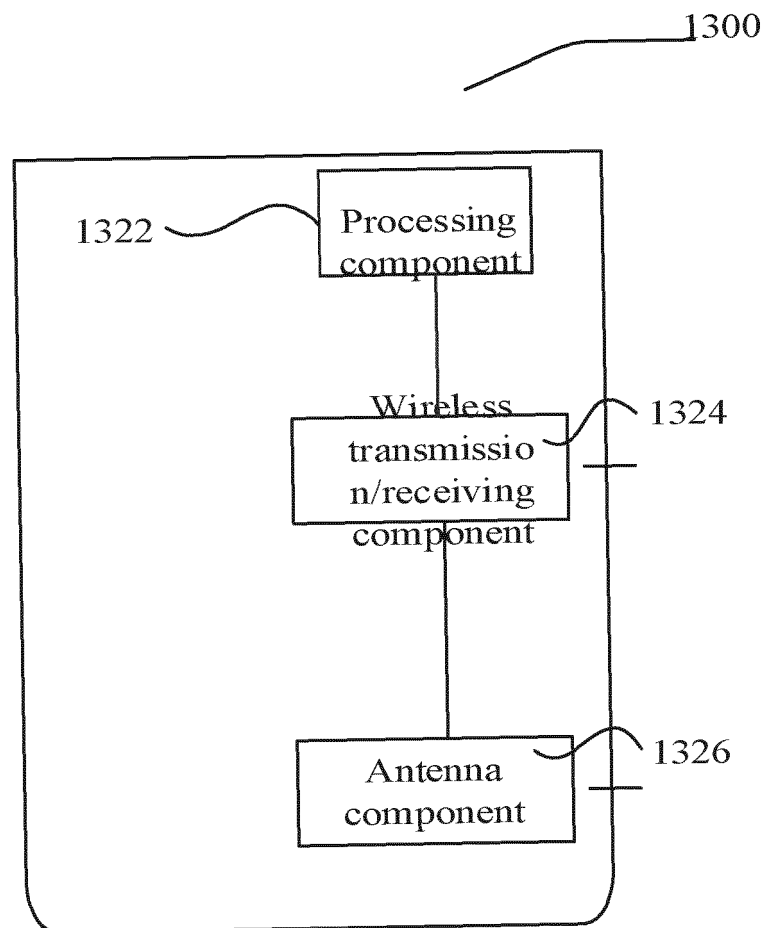 1300
1322
Processing
component
Wireless
transmissio
n/receiving
component
1324
Antenna
component
1326